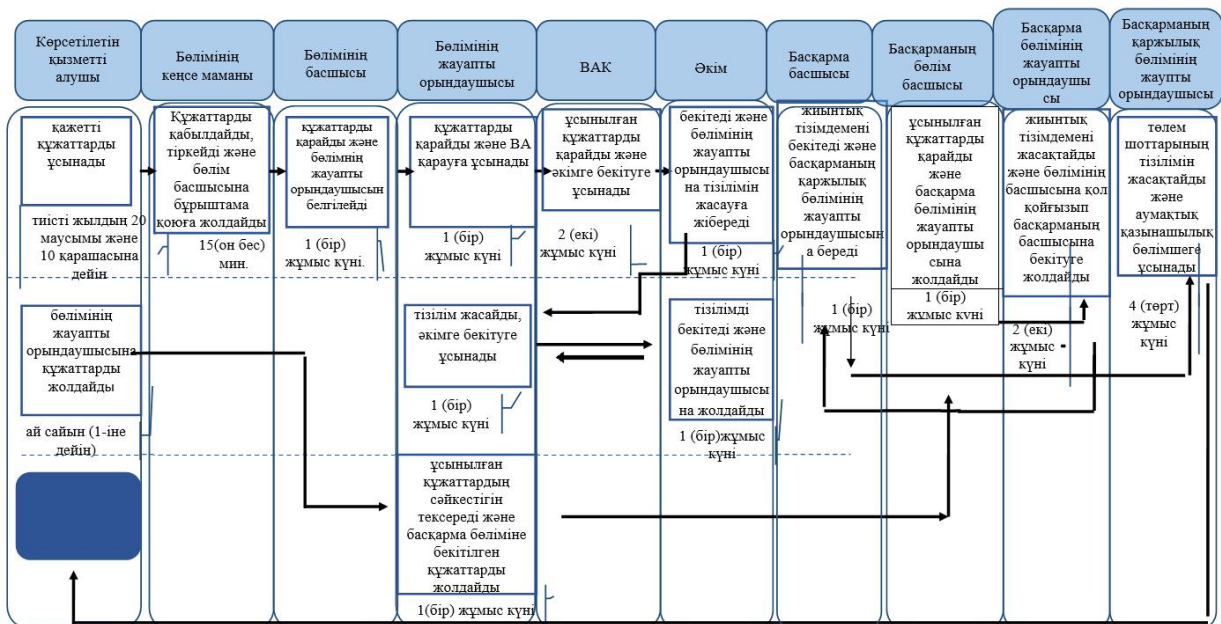 Көрсетілетін
қызметті
алушы
Бөлімінің
кеңсе маманы
Бөлімінің
басшысы
Бөлімінің
жауапты
орындаушысы
ВАК
Әкім
Басқарма
басшысы
Басқарманың
бөлім
басшысы
Басқарма
бөлімінің
жауапты
орындаушы
сы
Басқарманың
қаржылық
бөлімінің
жаупты
орындаушысы
қажетті
құжаттарды
ұсынады
тиісті жылдың 20
маусымы және
10 қарашасына
дейін
Құжаттарды
қабылдайды,
тіркейді және
бөлім
басшысына
бұрыштама
қоюға жолдайды
15(он бес)
мин.
құжаттарды
қарайды және
бөлімнің
жауапты
орындаушысын
белгілейді
1 (бір)
жұмыс күні.
құжаттарды
қарайды және ВА
қарауға ұсынады
1 (бір)
жұмыс күні
ұсынылған
құжаттарды
қарайды және
әкімге бекітуге
ұсынады
2 (екі)
жұмыс күні
бекітеді және
бөлімінің
жауапты
орындаушысы
на тізілімін
жасауға
жібереді
1 (бір)
жұмыс күні
жиынтық
тізімдемені
бекітеді және
басқарманың
қаржылық
бөлімінің
жауапты
орындаушысын
а береді
1 (бір)
жұмыс күні
ұсынылған
құжаттарды
қарайды
және
басқарма
бөлімінің
жауапты
орындаушы
сына
жолдайды
1 (бір)
жұмыс күні
жиынтық
тізімдемені
жасақтайды
және бөлімінің
басшысына қол
қойғызып
басқарманың
басшысына
бекітуге
жолдайды
2 (екі)
жұмыс
күні
төлем
шоттарының
тізілімін
жасақтайды
және аумақтық
қазынашылық
бөлімшеге
ұсынады
4 (төрт)
жұмыс
күні
бөлімінің
жауапты
орындаушысына
құжаттарды
жолдайды
ай сайын (1-іне
дейін)
тізілім жасайды,
әкімге бекітуге
ұсынады
1 (бір)
жұмыс күні
тізілімді
бекітеді және
бөлімінің
жауапты
орындаушысы
на жолдайды
1 (бір)жұмыс
күні
ұсынылған
құжаттардың
сәйкестігін
тексереді және
басқарма бөліміне
бекітілген
құжаттарды
жолдайды
1(бір) жұмыс күні